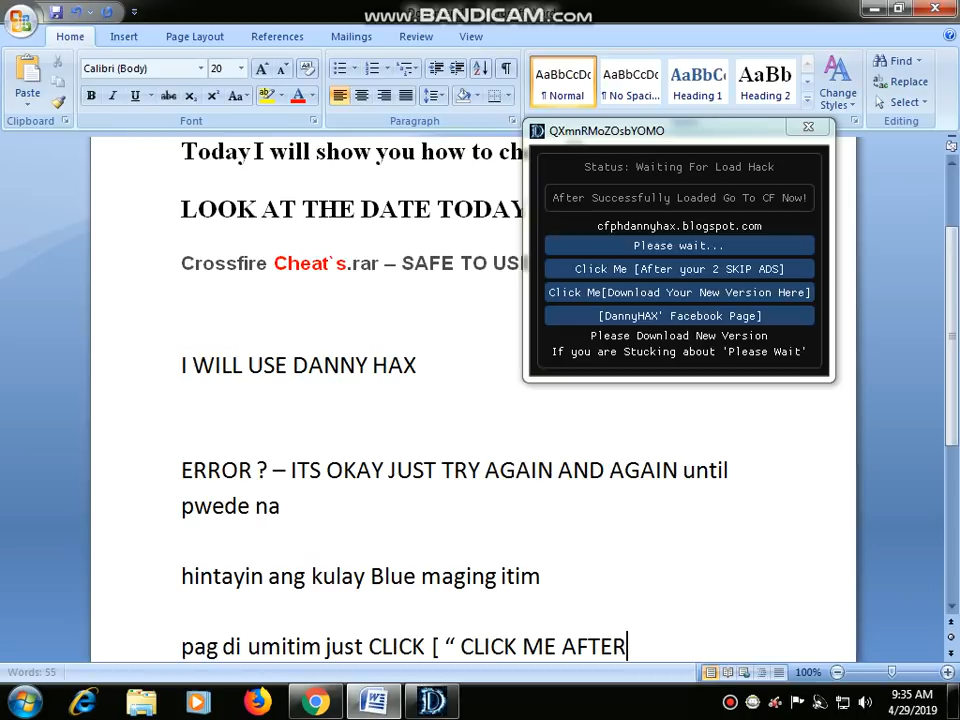 www.BANDICAM.com
Home Insert Page Layout References Mailings Review View
Paste
Clipboard
Calibri (Body) 20
B I U abc X₂ X² Aa A
Font
Paragraph
AaBbCcDc AaBbCcDc AaBbC AaBb
¶ Normal ¶ No Spaci... Heading 1 Heading 2
Change Styles
Styles
Find
Replace
Select
Editing
Today I will show you how to ch
LOOK AT THE DATE TODAY
Crossfire Cheat`s.rar – SAFE TO US
I WILL USE DANNY HAX
ERROR ? – ITS OKAY JUST TRY AGAIN AND AGAIN until
pwede na
hintayin ang kulay Blue maging itim
pag di umitim just CLICK [ “ CLICK ME AFTER
QXmnRMoZOsbYOMO
Status: Waiting For Load Hack
After Successfully Loaded Go To CF Now!
cfphdannyhax.blogspot.com
Please wait...
Click Me [After your 2 SKIP ADS]
Click Me[Download Your New Version Here]
[DannyHAX' Facebook Page]
Please Download New Version
If you are Stucking about 'Please Wait'
Words: 55
100%
9:35 AM
4/29/2019